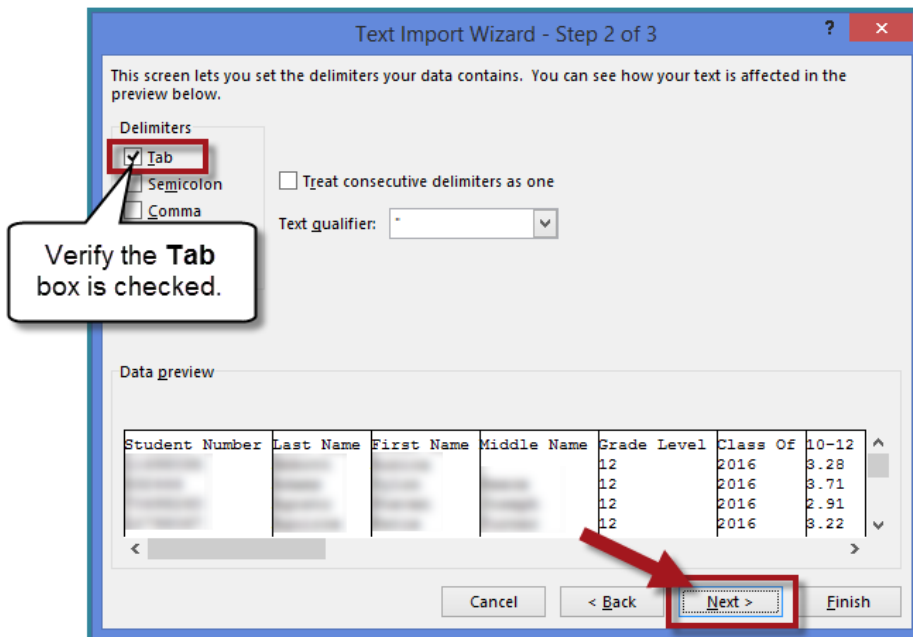 Text Import Wizard - Step 2 of 3
?
×
This screen lets you set the delimiters your data contains. You can see how your text is affected in the
preview below.
Delimiters
Tab
Semicolon
Comma
Treat consecutive delimiters as one
Text qualifier: "
Verify the Tab
box is checked.
Data preview
Student Number Last Name First Name Middle Name Grade Level Class Of 10-12
12 2016 3.28
12 2016 3.71
12 2016 2.91
12 2016 3.22
Cancel < Back Next > Finish